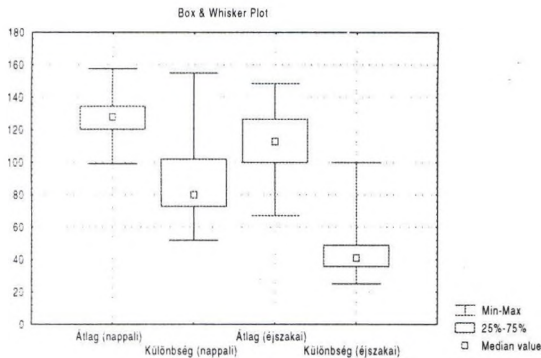 Box & Whisker Plot
180
160
140
120
100
80
60
40
20
0
Átlag (nappali)
Különbség (nappali)
Átlag (éjszakai)
Különbség (éjszakai)
Min-Max
25%-75%
Median value